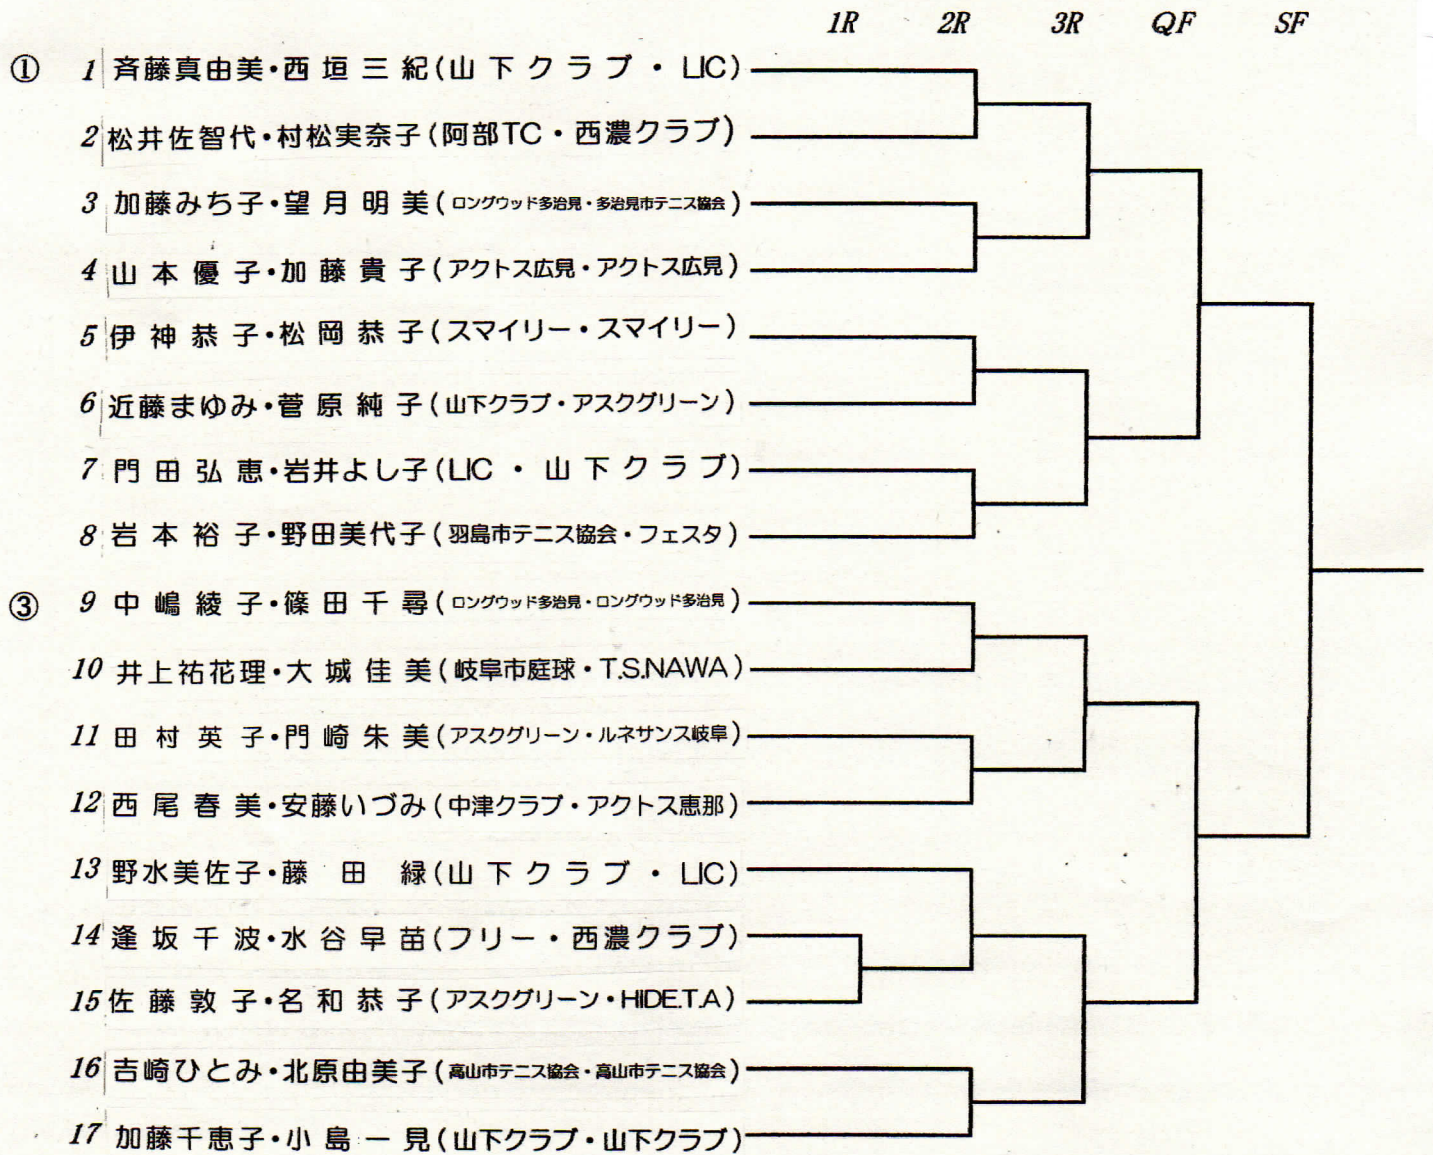 1R 2R 3R QF SF
① 1 斉藤真由美・西垣三紀(山下クラブ・LIC)
2 松井佐智代・村松実奈子(阿部TC・西濃クラブ)
3 加藤みち子・望月明美(ロングウッド多治見・多治見市テニス協会)
4 山本優子・加藤貴子(アクトス広見・アクトス広見)
5 伊神恭子・松岡恭子(スマイリー・スマイリー)
6 近藤まゆみ・菅原純子(山下クラブ・アスクグリーン)
7 門田弘恵・岩井よし子(LIC・山下クラブ)
8 岩本裕子・野田美代子(羽島市テニス協会・フェスタ)
③ 9 中嶋綾子・篠田千尋(ロングウッド多治見・ロングウッド多治見)
10 井上祐花理・大城佳美(岐阜市庭球・T.S.NAWA)
11 田村英子・門崎朱美(アスクグリーン・ルネサンス岐阜)
12 西尾春美・安藤いづみ(中津クラブ・アクトス恵那)
13 野水美佐子・藤田緑(山下クラブ・LIC)
14 逢坂千波・水谷早苗(フリー・西濃クラブ)
15 佐藤敦子・名和恭子(アスクグリーン・HIDE.T.A)
16 吉崎ひとみ・北原由美子(高山市テニス協会・高山市テニス協会)
17 加藤千恵子・小島一見(山下クラブ・山下クラブ)